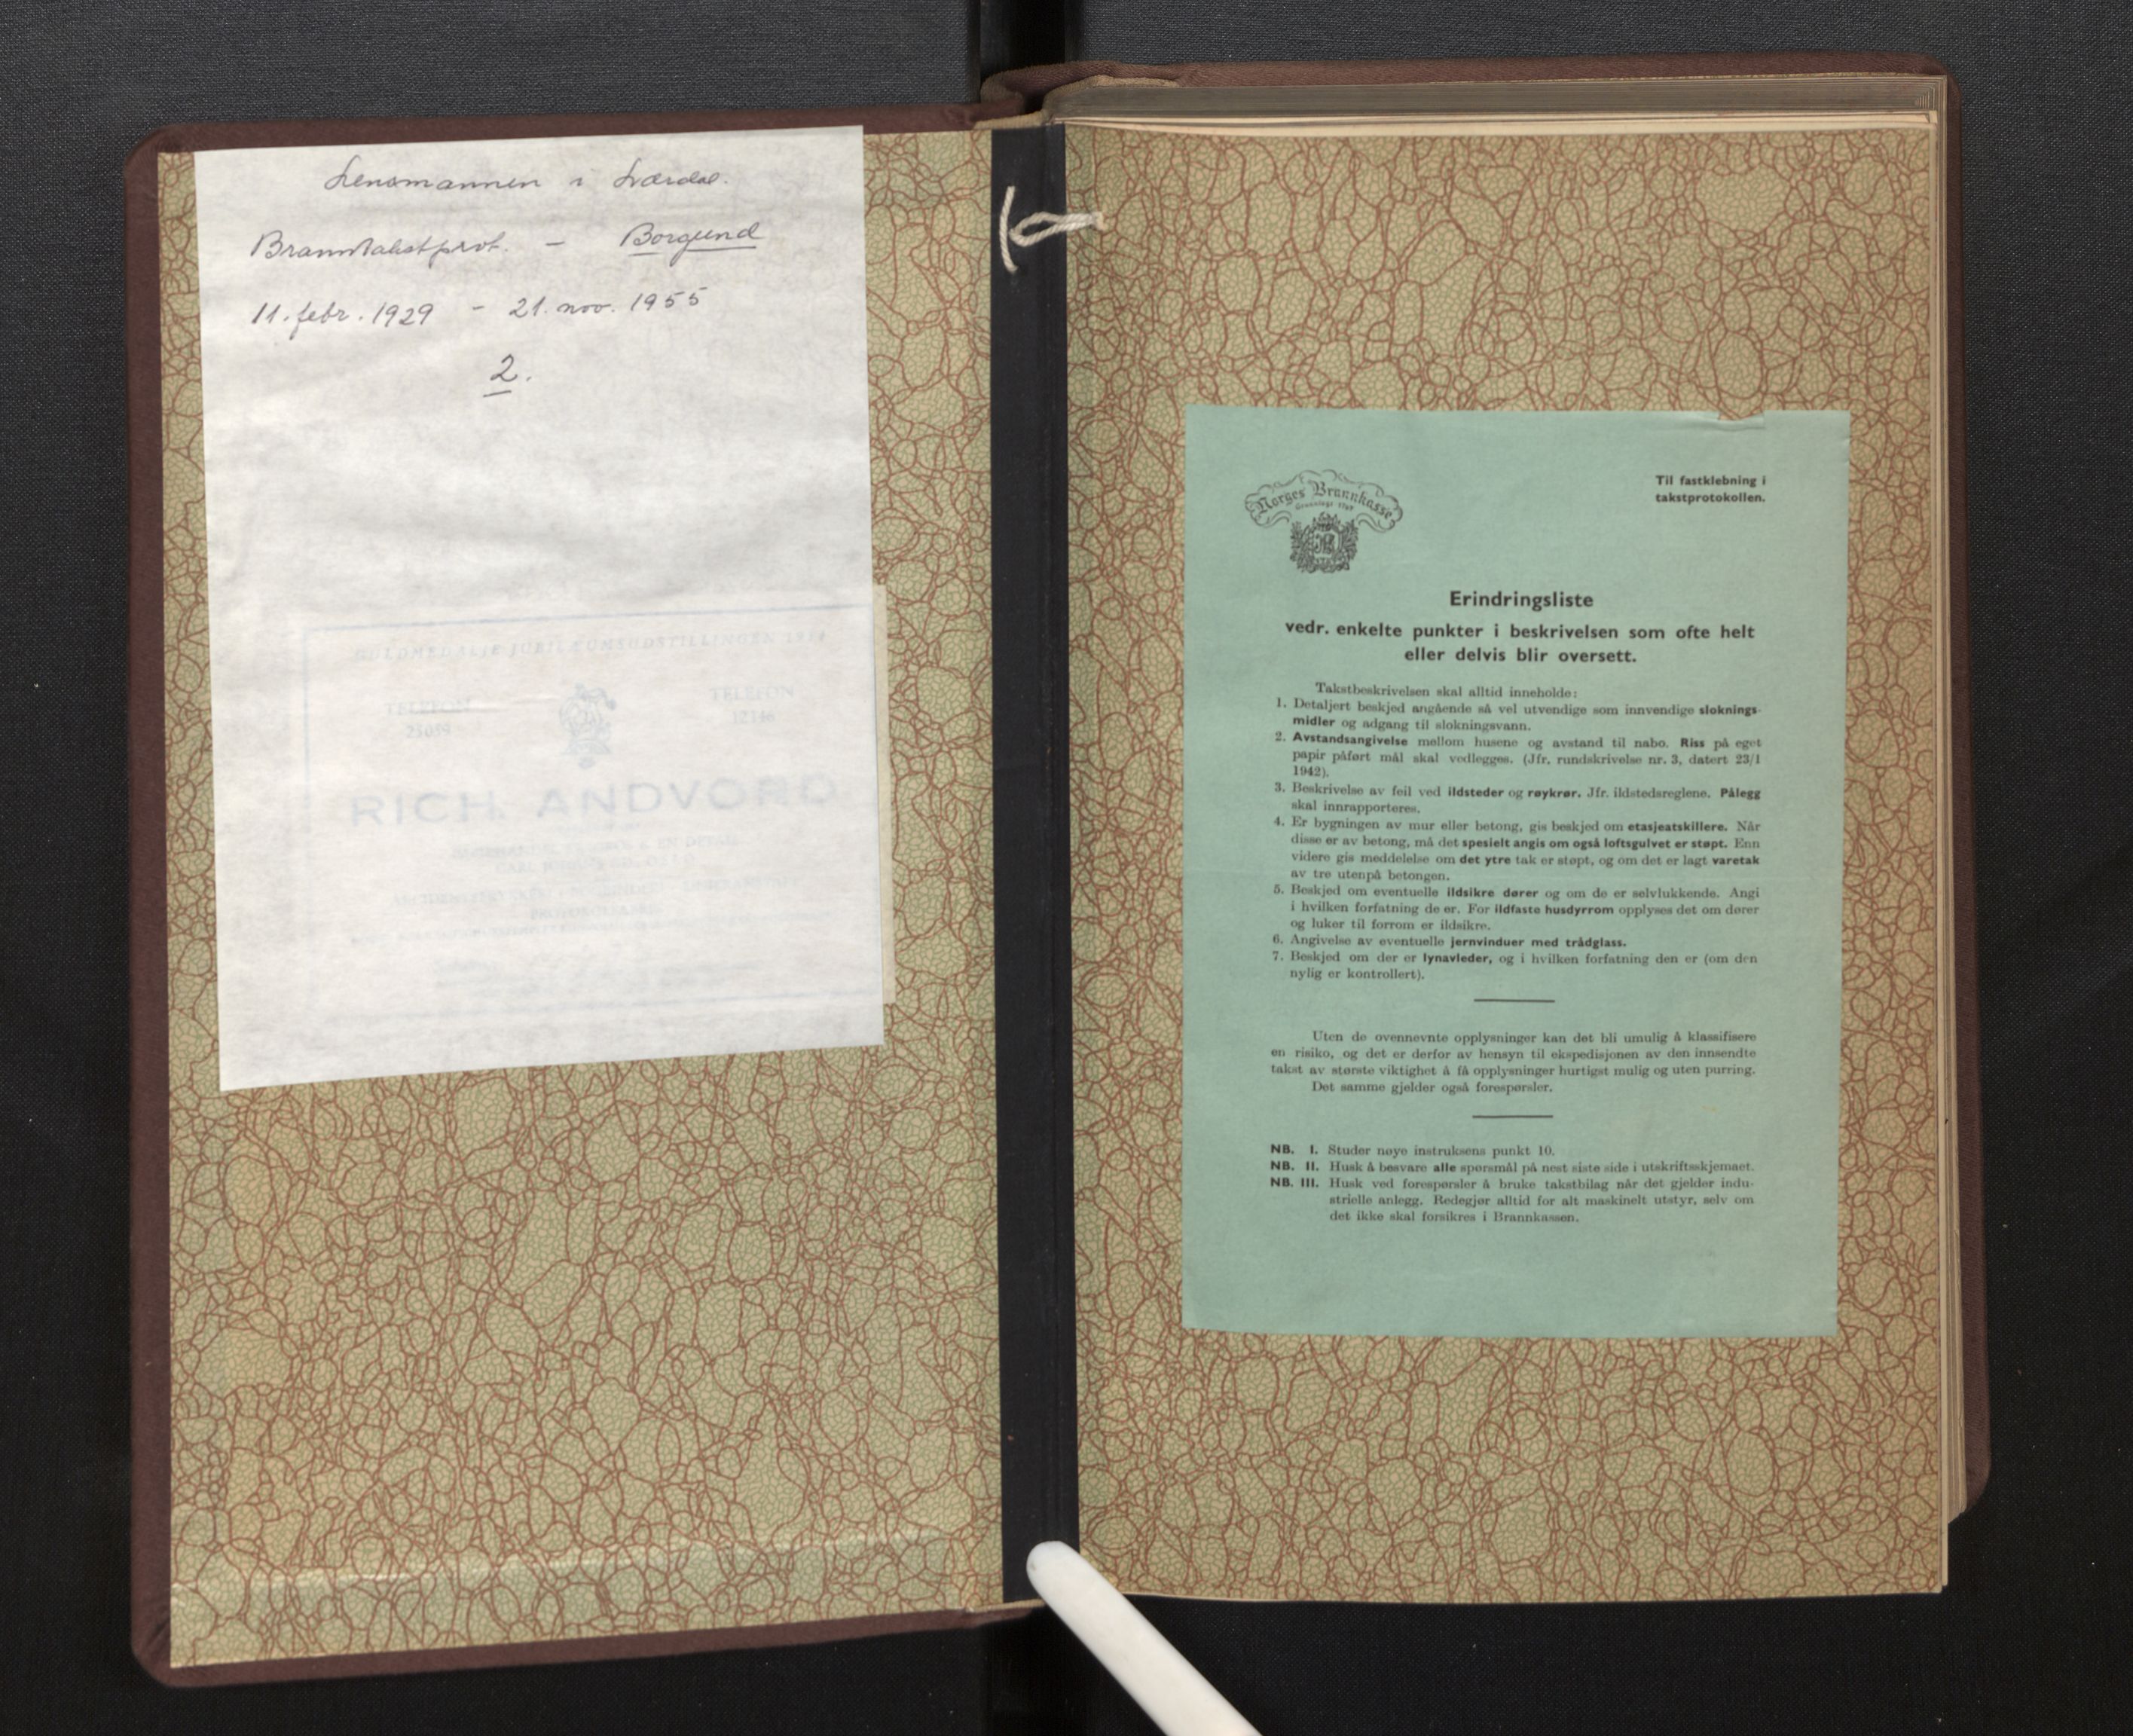 Lensmannen i Lærdal.
Branntakstprot. - Borgund
11. febr. 1929 - 21. nov. 1955
2.
GULDMEDALJE JUBILÆUMSUDSTILLINGEN 1914
TELEFON
TELEFON
25059
RICH. ANDVORD
Norges Brannkasse
Grunnlagt 1767
Til fastklebning i
takstprotokollen.
Erindringsliste
vedr. enkelte punkter i beskrivelsen som ofte helt
eller delvis blir oversett.
Takstbeskrivelsen skal alltid inneholde:
1. Detaljert beskjed angående så vel utvendige som innvendige sloknings-
midler og adgang til slokningsvann.
2. Avstandsangivelse mellom husene og avstand til nabo. Riss på eget
papir påført mål skal vedlegges. (Jfr. rundskrivelse nr. 3, datert 23/1
1942).
3. Beskrivelse av feil ved ildsteder og røykrør. Jfr. ildstedsreglene. Pålegg
skal innrapporteres.
4. Er bygningen av mur eller betong, gis beskjed om etasjeatskillere. Når
disse er av betong, må det spesielt angis om også loftsgulvet er støpt. Enn
videre gis meddelelse om det ytre tak er støpt, og om det er lagt varetak
av tre utenpå betongen.
5. Beskjed om eventuelle ildsikre dører og om de er selvlukkende. Angi
i hvilken forfatning de er. For ildfaste husdyrrom opplyses det om dører
og luker til forrom er ildsikre.
6. Angivelse av eventuelle jernvinduer med trådglass.
7. Beskjed om der er lynavleder, og i hvilken forfatning den er (om den
nylig er kontrollert).
Uten de ovennevnte opplysninger kan det bli umulig å klassifisere
en risiko, og det er derfor av hensyn til ekspedisjonen av den innsendte
takst av største viktighet å få opplysninger hurtigst mulig og uten purring.
Det samme gjelder også forespørsler.
NB. I. Studer nøye instruksens punkt 10.
NB. II. Husk å besvare alle spørsmål på nest siste side i utskriftsskjemaet.
NB. III. Husk ved forespørsler å bruke takstbilag når det gjelder indu-
strielle anlegg. Redegjør alltid for alt maskinelt utstyr, selv om
det ikke skal forsikres i Brannkassen.